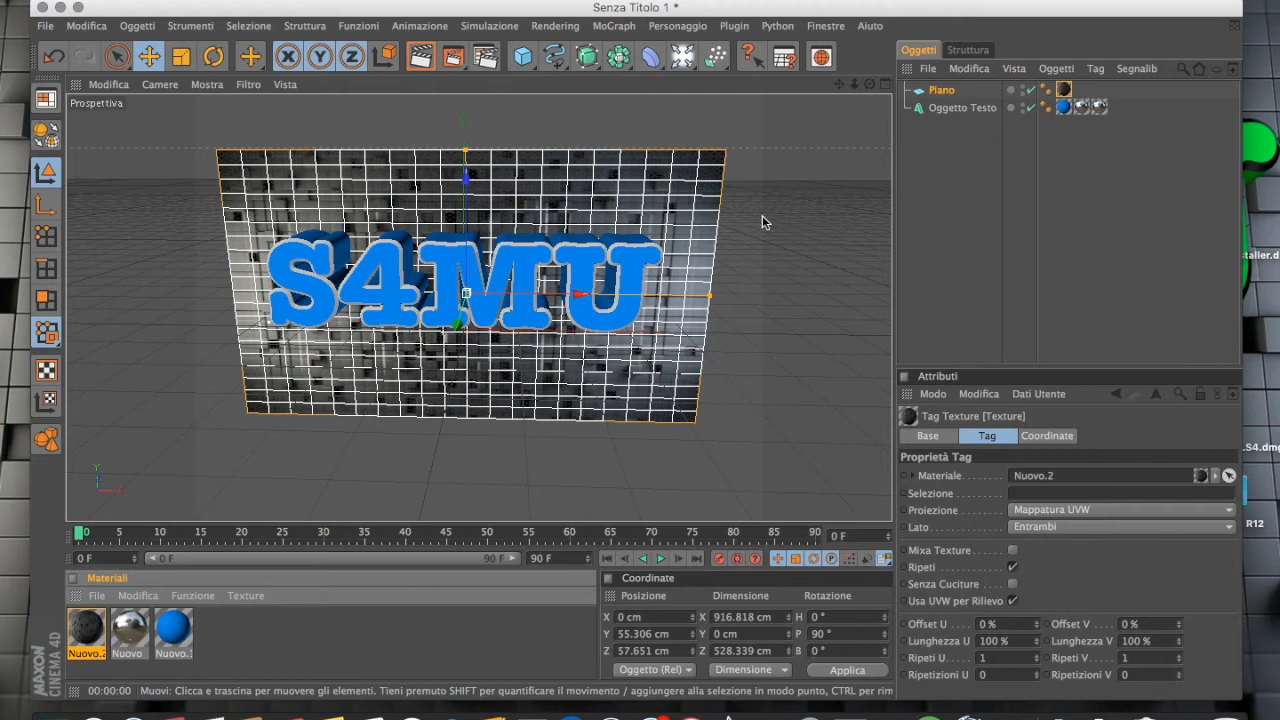 Senza Titolo 1 *
File Modifica Oggetti Strumenti Selezione Struttura Funzioni Animazione Simulazione Rendering MoGraph Personaggio Plugin Python Finestre Aiuto
X Y Z
Oggetti Struttura
File Modifica Vista Oggetti Tag Segnalib
Modifica Camere Mostra Filtro Vista
Prospettiva
Piano
Oggetto Testo
S4MU
Y
X
Attributi
Modo Modifica Dati Utente
Tag Texture [Texture]
Base Tag Coordinate
Proprietà Tag
Materiale Nuovo.2
Selezione
Proiezione Mappatura UVW
Lato Entrambi
Mixa Texture
Ripeti
Senza Cuciture
Usa UVW per Rilievo
Offset U 0 % Offset V 0 %
Lunghezza U 100 % Lunghezza V 100 %
Ripeti U 1 Ripeti V 1
Ripetizioni U 0 Ripetizioni V 0
0 5 10 15 20 25 30 35 40 45 50 55 60 65 70 75 80 85 90 0 F
0 F 0 F 90 F 90 F
Materiali
File Modifica Funzione Texture
Nuovo.2 Nuovo Nuovo.1
Coordinate
Posizione Dimensione Rotazione
X 0 cm X 916.818 cm H 0 °
Y 55.306 cm Y 0 cm P 90 °
Z 57.651 cm Z 528.339 cm B 0 °
Oggetto (Rel) Dimensione Applica
MAXON
CINEMA 4D
00:00:00 Muovi: Clicca e trascina per muovere gli elementi. Tieni premuto SHIFT per quantificare il movimento / aggiungere alla selezione in modo punto, CTRL per rim
staller.d
.S4.dmg
R12